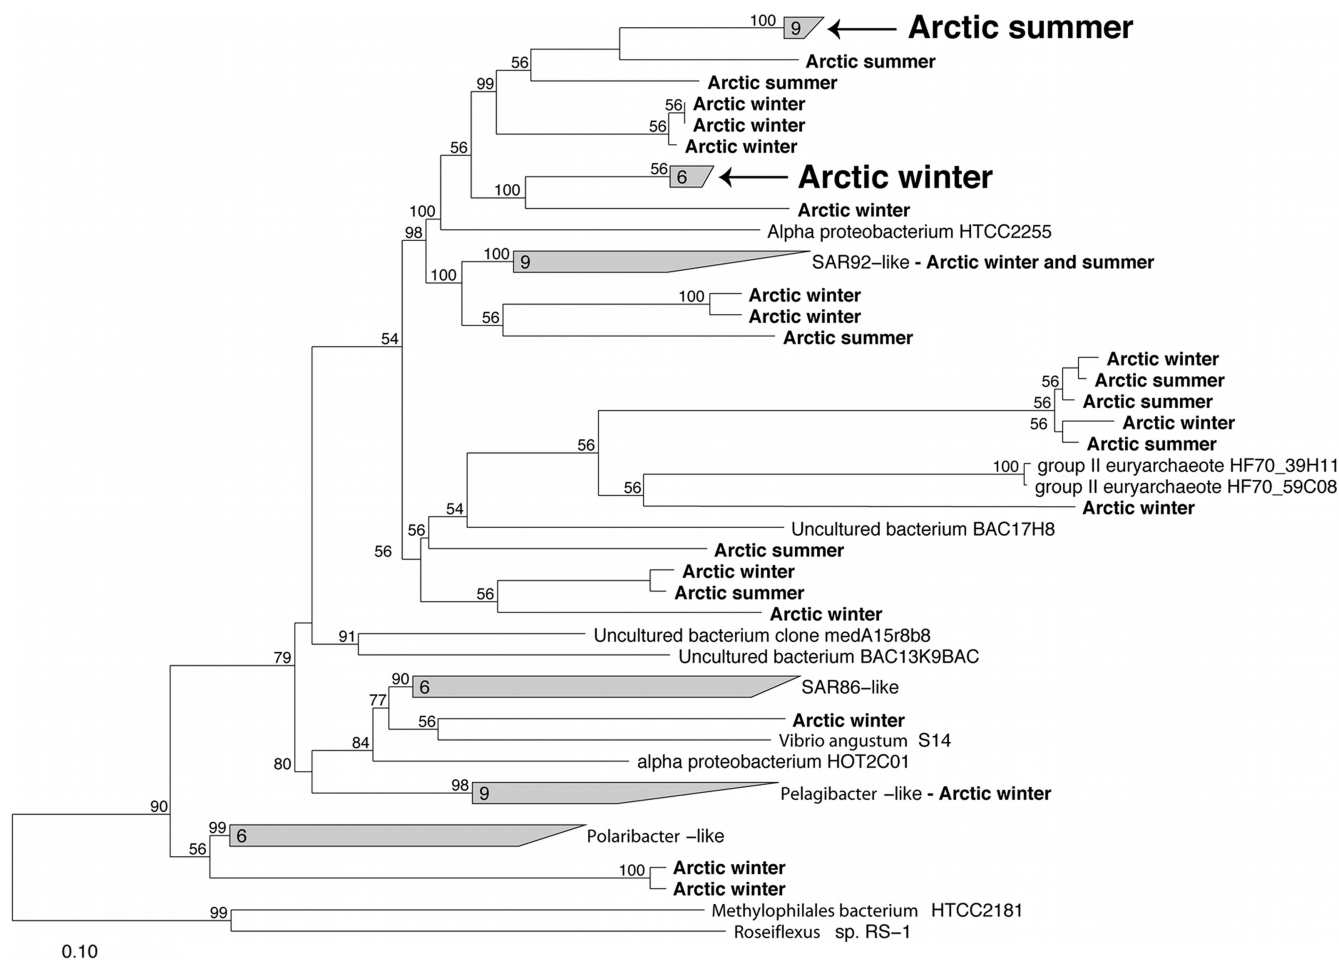 100 9 Arctic summer
Arctic summer
56
Arctic summer
99
56 Arctic winter
56 Arctic winter
Arctic winter
56
56 6 Arctic winter
100
Arctic winter
100
Alpha proteobacterium HTCC2255
98
100 9 SAR92-like - Arctic winter and summer
100
100 Arctic winter
56 Arctic winter
Arctic summer
54
Arctic winter
56 Arctic summer
56 Arctic summer
56 Arctic winter
Arctic summer
56
100 group II euryarchaeote HF70_39H11
56 group II euryarchaeote HF70_59C08
Arctic winter
54
56 Uncultured bacterium BAC17H8
56 Arctic summer
Arctic winter
56 Arctic summer
Arctic winter
91 Uncultured bacterium clone medA15r8b8
79 Uncultured bacterium BAC13K9BAC
90 6 SAR86-like
77
56 Arctic winter
Vibrio angustum S14
84
alpha proteobacterium HOT2C01
80
98 9 Pelagibacter -like - Arctic winter
90
99 6 Polaribacter -like
56
100 Arctic winter
Arctic winter
99 Methylophilales bacterium HTCC2181
Roseiflexus sp. RS-1
0.10